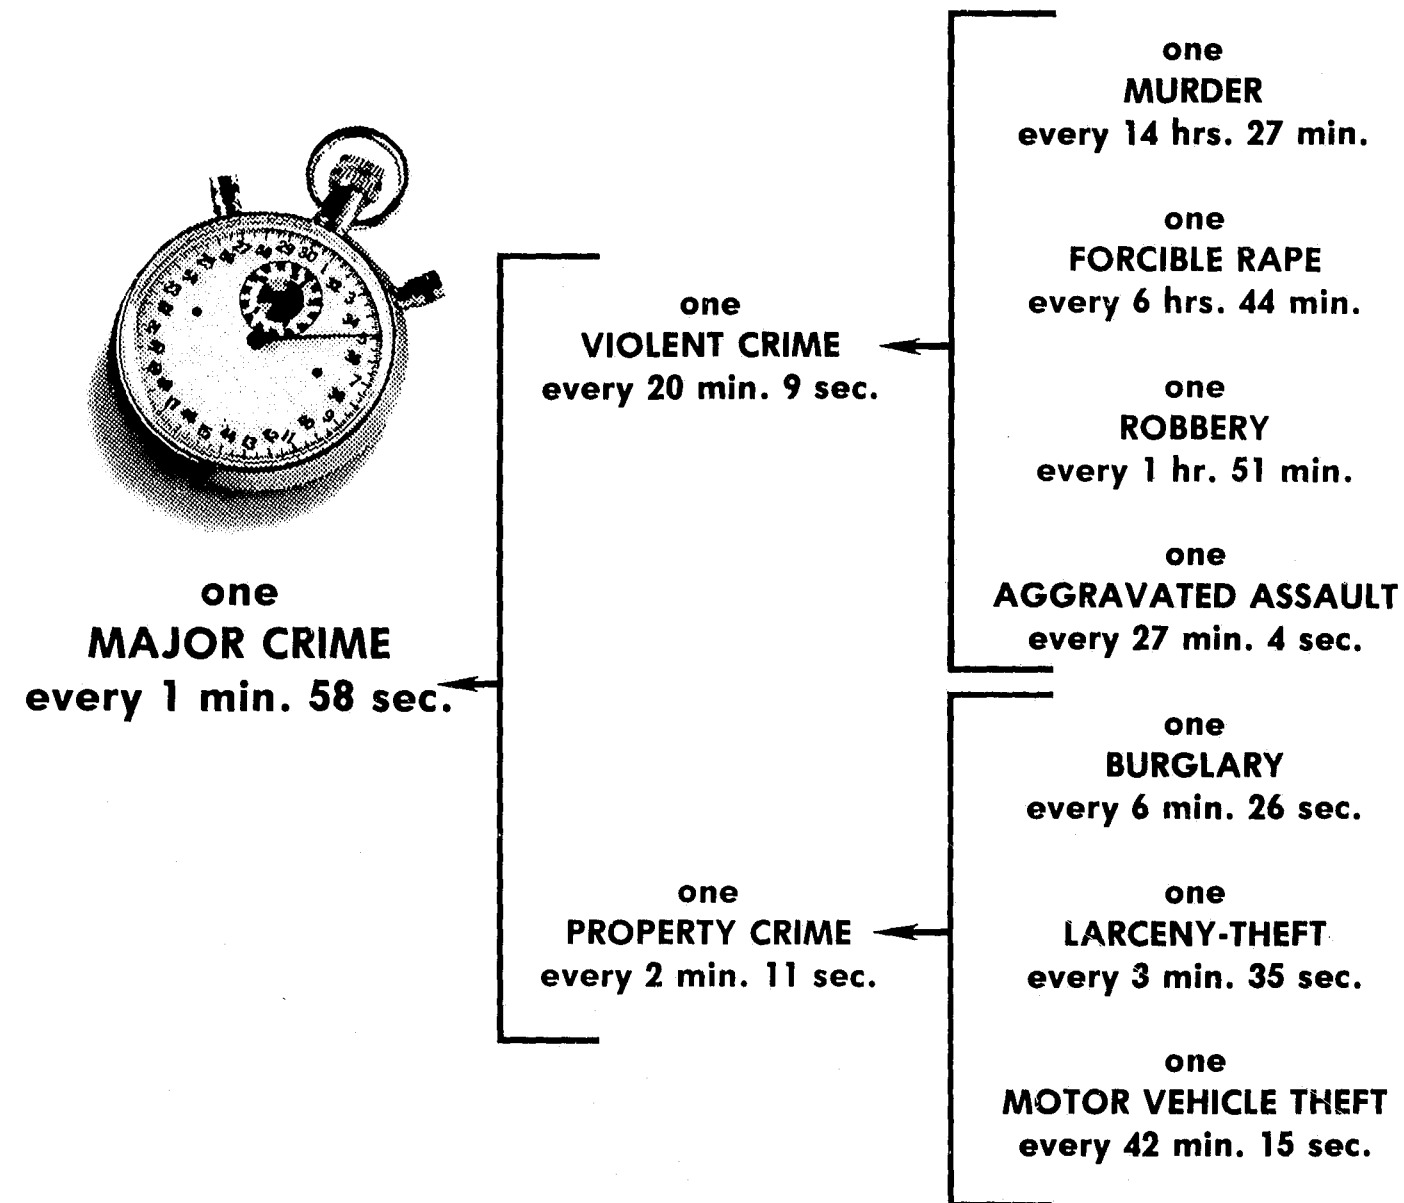 one
MAJOR CRIME
every 1 min. 58 sec.
one
VIOLENT CRIME
every 20 min. 9 sec.
one
PROPERTY CRIME
every 2 min. 11 sec.
one
MURDER
every 14 hrs. 27 min.
one
FORCIBLE RAPE
every 6 hrs. 44 min.
one
ROBBERY
every 1 hr. 51 min.
one
AGGRAVATED ASSAULT
every 27 min. 4 sec.
one
BURGLARY
every 6 min. 26 sec.
one
LARCENY-THEFT
every 3 min. 35 sec.
one
MOTOR VEHICLE THEFT
every 42 min. 15 sec.